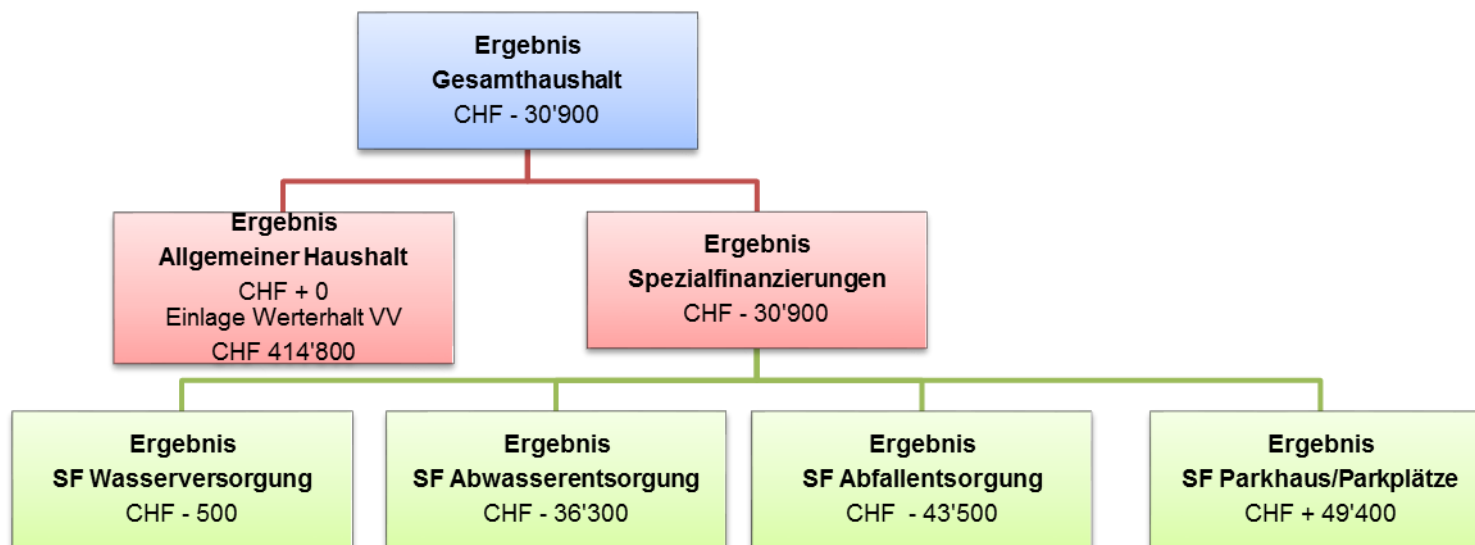 Ergebnis
Gesamthaushalt
CHF - 30'900
Ergebnis
Allgemeiner Haushalt
CHF + 0
Einlage Werterhalt VV
CHF 414'800
Ergebnis
Spezialfinanzierungen
CHF - 30'900
Ergebnis
SF Wasserversorgung
CHF - 500
Ergebnis
SF Abwasserentsorgung
CHF - 36'300
Ergebnis
SF Abfallentsorgung
CHF - 43'500
Ergebnis
SF Parkhaus/Parkplätze
CHF + 49'400